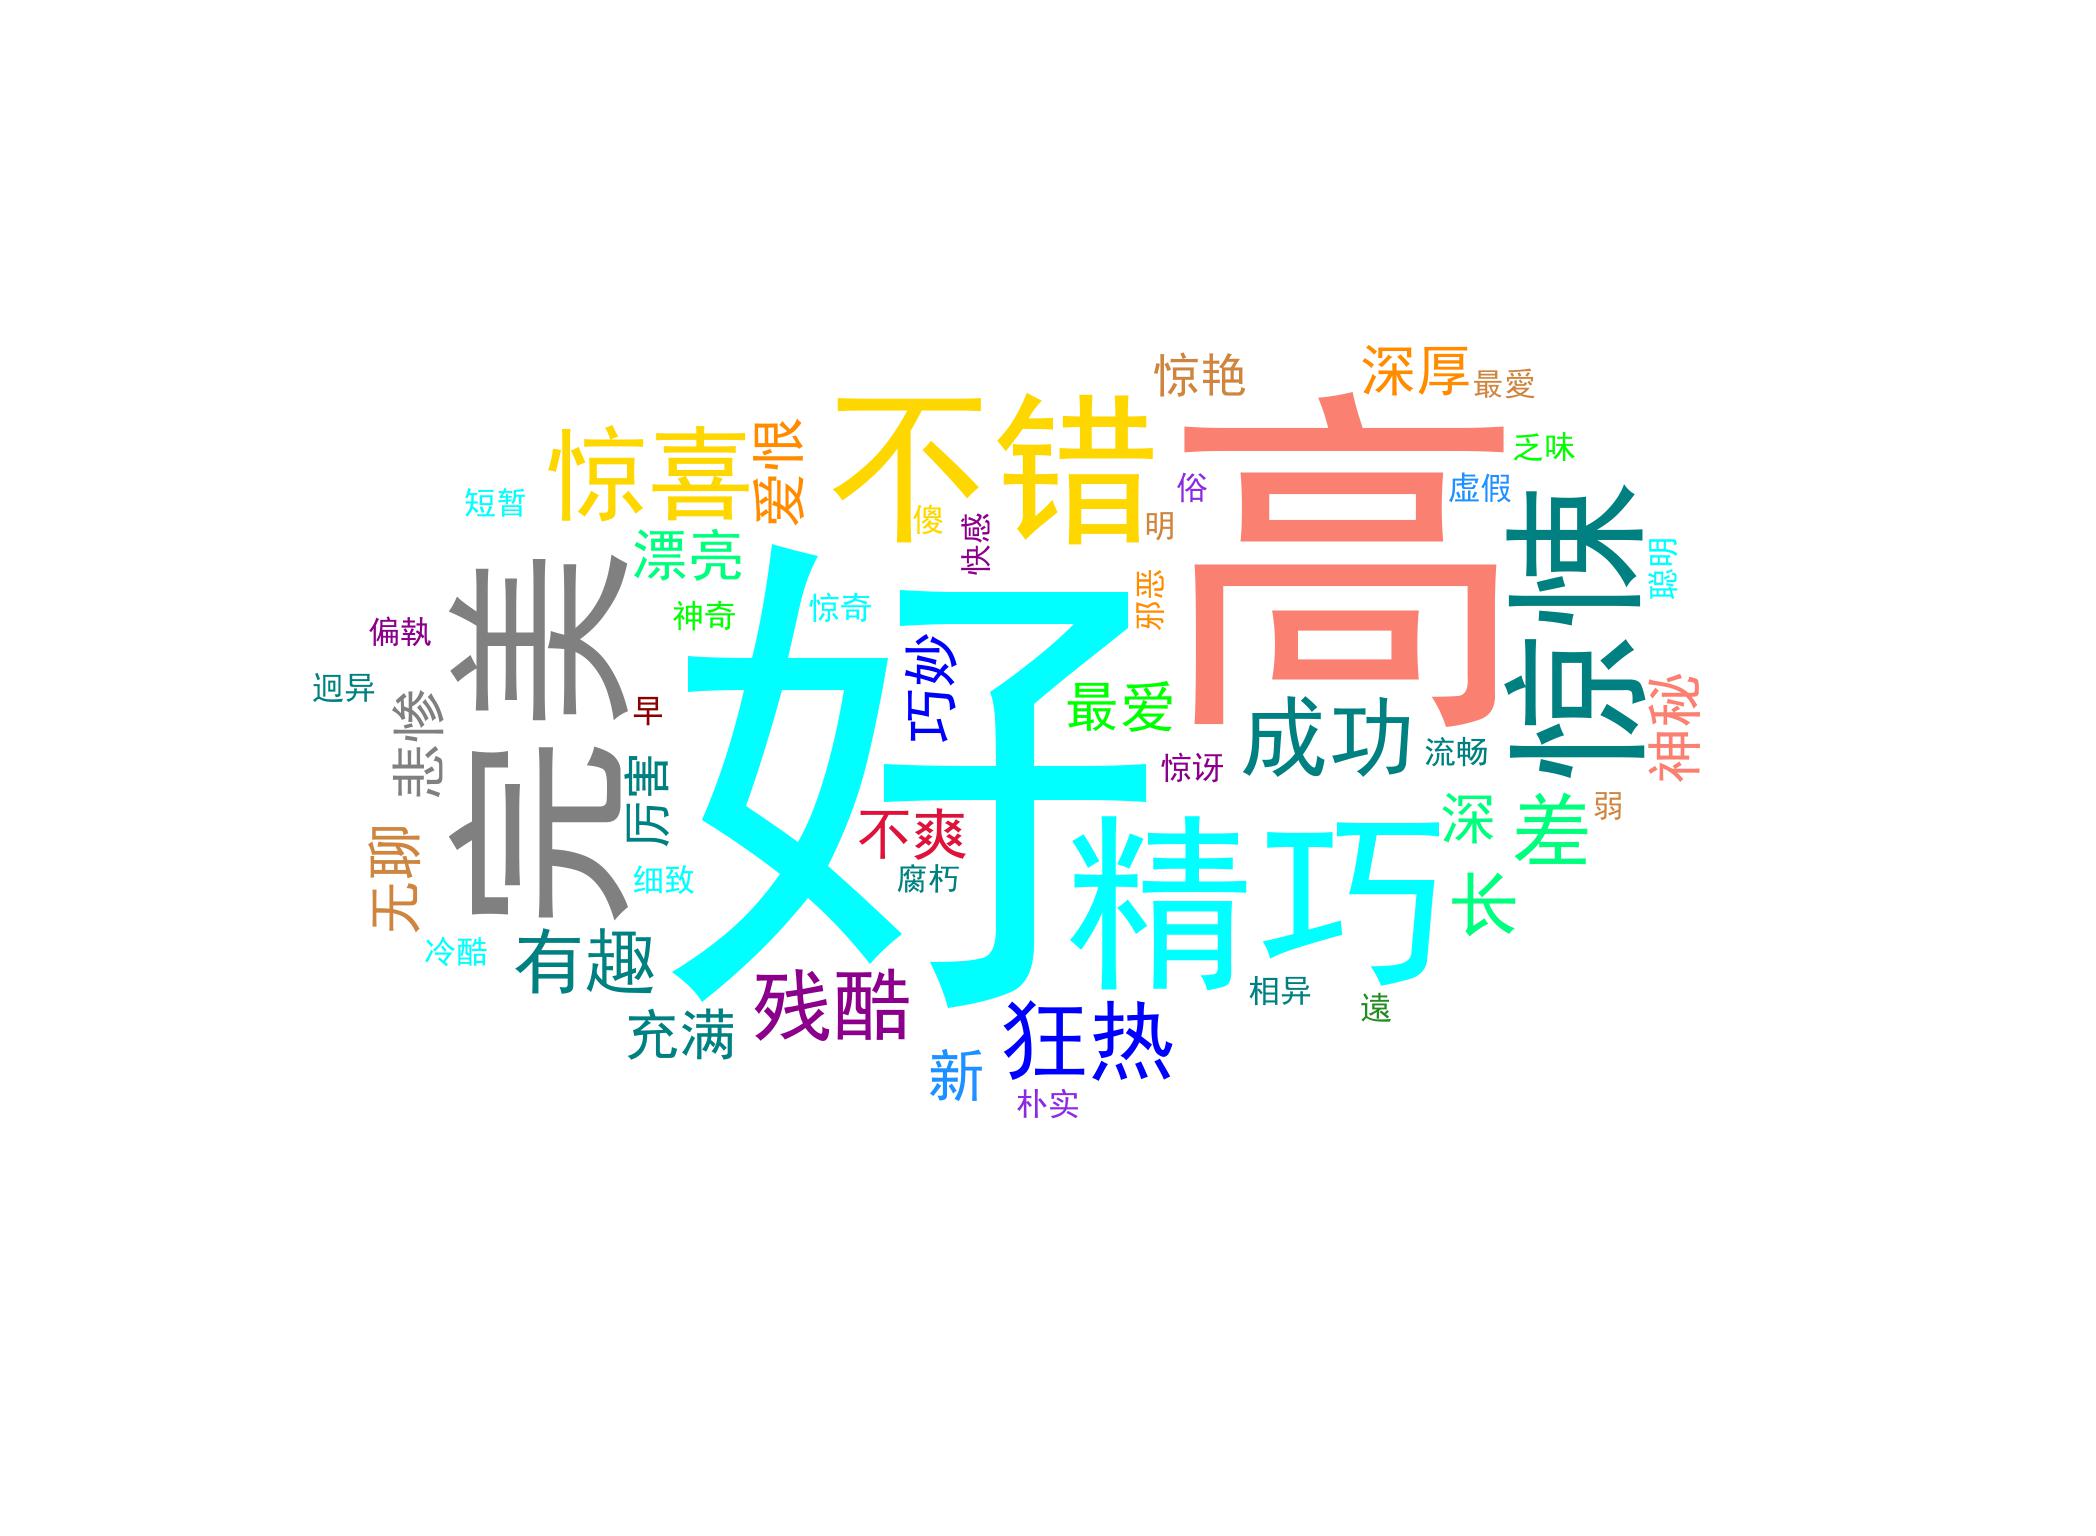 深厚
最愛
惊艳
不错
高
惊喜
爱恨
乏味
俗
虚假
短暂
傻
快感
明
惊悚
聪明
漂亮
好
完美
神奇
惊奇
邪恶
偏執
巧妙
迥异
悲惨
早
最爱
成功
神秘
惊讶
流畅
厉害
不爽
精巧
深
差
弱
无聊
细致
腐朽
长
冷酷
有趣
残酷
相异
遠
充满
狂热
新
朴实